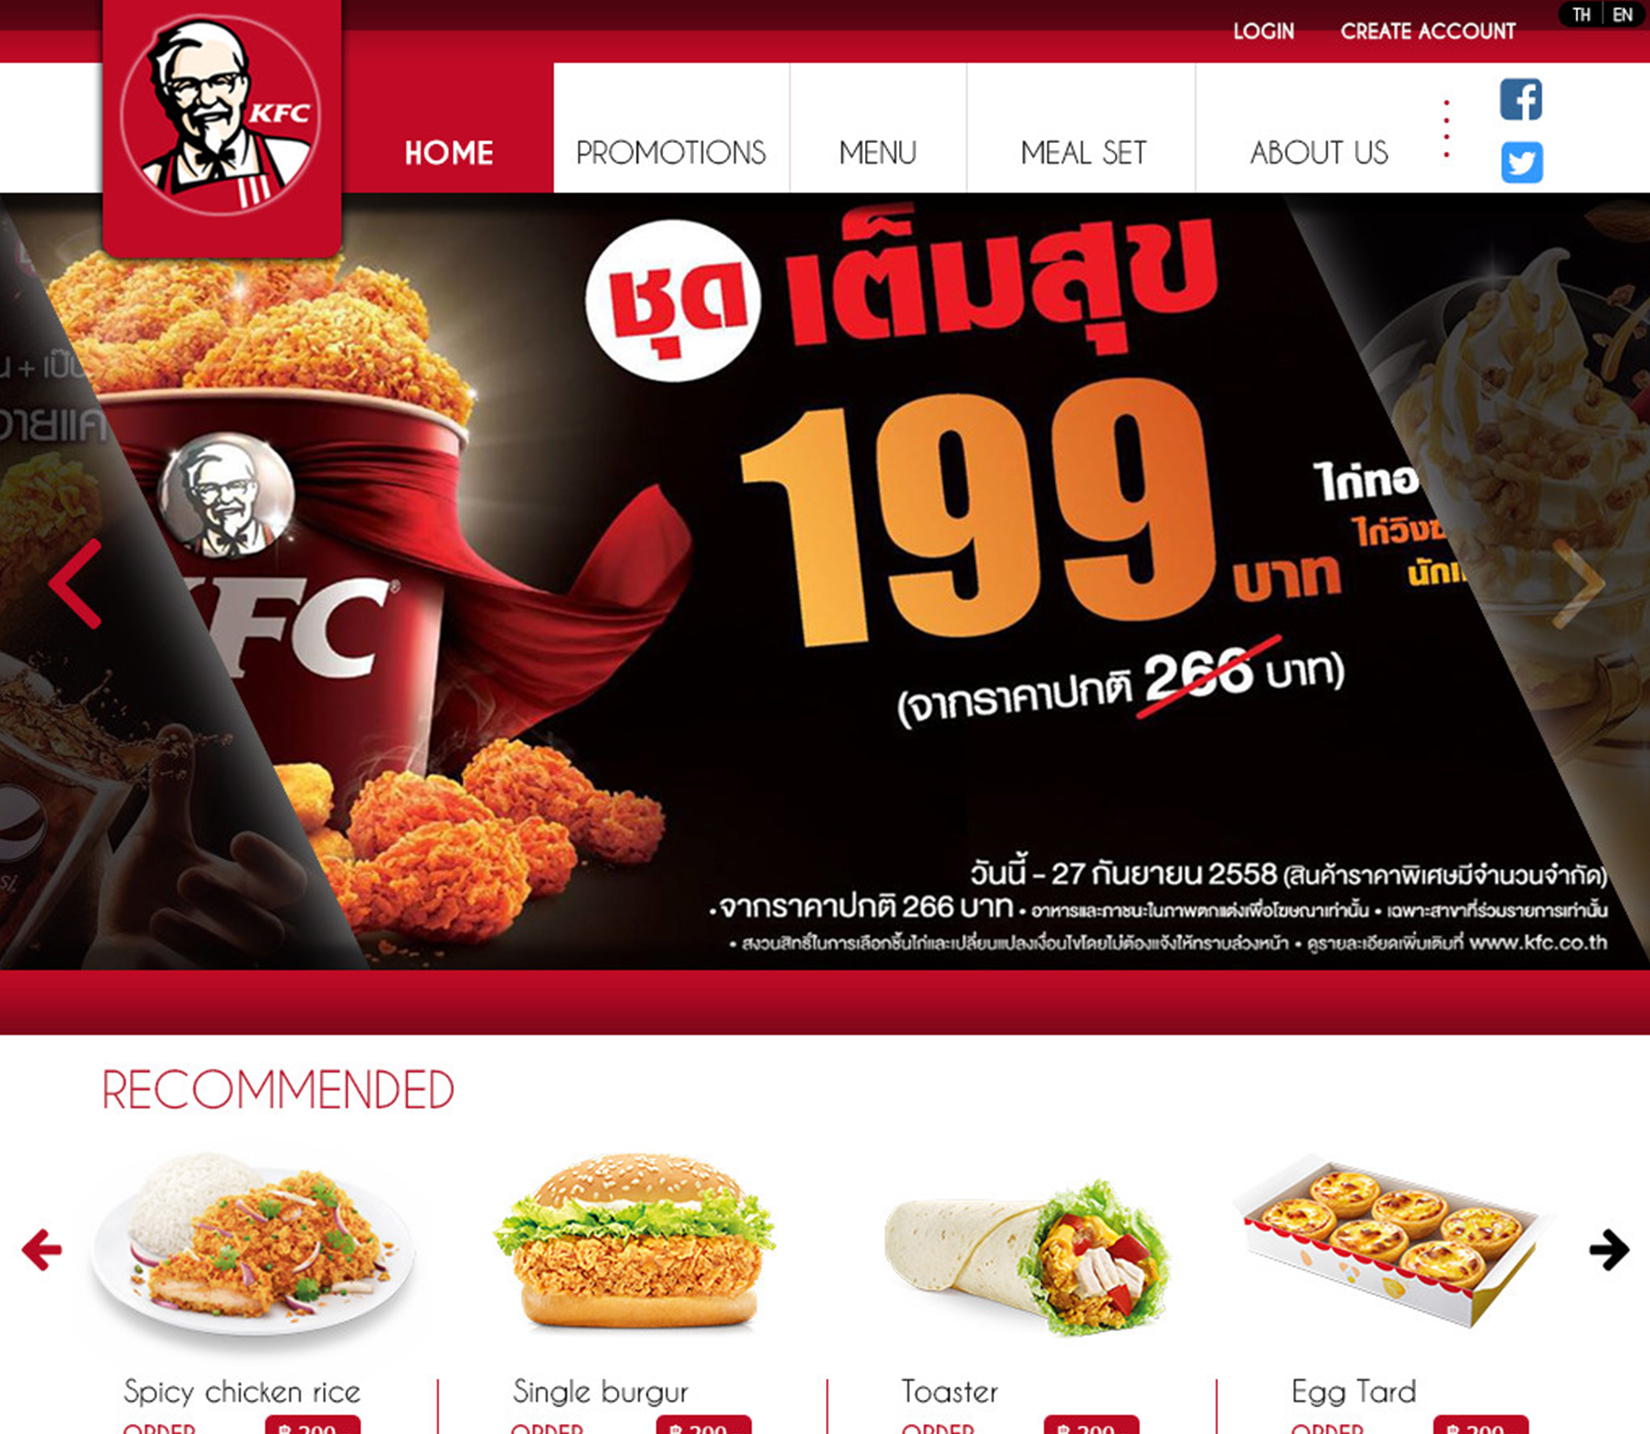 TH EN
LOGIN CREATE ACCOUNT
KFC
HOME PROMOTIONS MENU MEAL SET ABOUT US
ชุด เต็มสุข
199 บาท
ไก่ทอ
ไก่วิงซ
(จากราคาปกติ 266 บาท)
KFC
วันนี้ - 27 กันยายน 2558 (สินค้าราคาพิเศษมีจำนวนจำกัด)
•จากราคาปกติ 266 บาท • อาหารและภาชนะในภาพตกแต่งเพื่อโฆษณาเท่านั้น • เฉพาะสาขาที่ร่วมรายการเท่านั้น
• สงวนสิทธิ์ในการเลือกชิ้นไก่และเปลี่ยนแปลงเงื่อนไขโดยไม่ต้องแจ้งให้ทราบล่วงหน้า • ดูรายละเอียดเพิ่มเติมที่ www.kfc.co.th
RECOMMENDED
Spicy chicken rice Single burgur Toaster Egg Tard
ORDER ฿ 200 ORDER ฿ 200 ORDER ฿ 200 ORDER ฿ 200